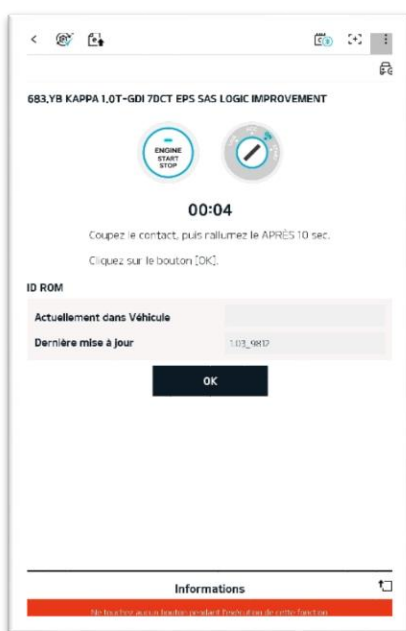 683.YB KAPPA 1.0T-GDI 7DCT EPS SAS LOGIC IMPROVEMENT
ENGINE
START
STOP
00:04
Coupez le contact, puis rallumez le APRÈS 10 sec.
Cliquez sur le bouton [OK].
ID ROM
Actuellement dans Véhicule
Dernière mise à jour 1.03_9817
OK
Informations
Ne touchez aucun bouton pendant l'exécution de cette fonction